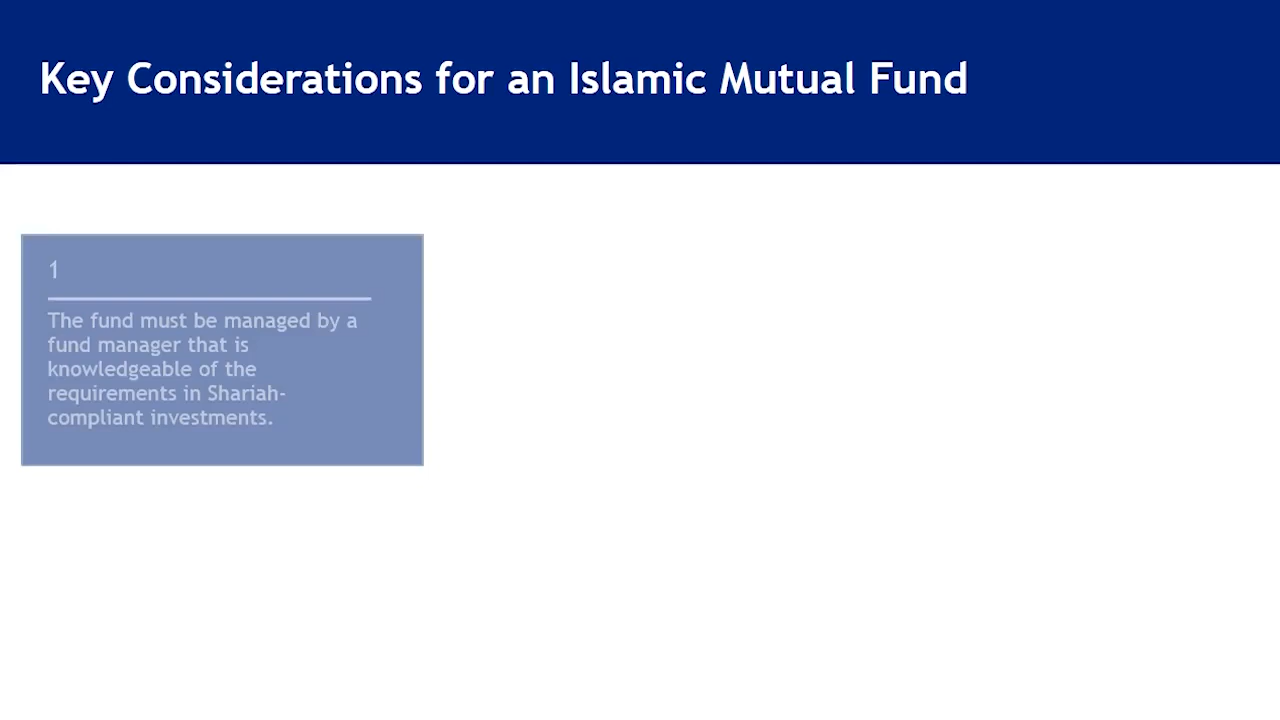 Key Considerations for an Islamic Mutual Fund
1
The fund must be managed by a
fund manager that is
knowledgeable of the
requirements in Shariah-
compliant investments.